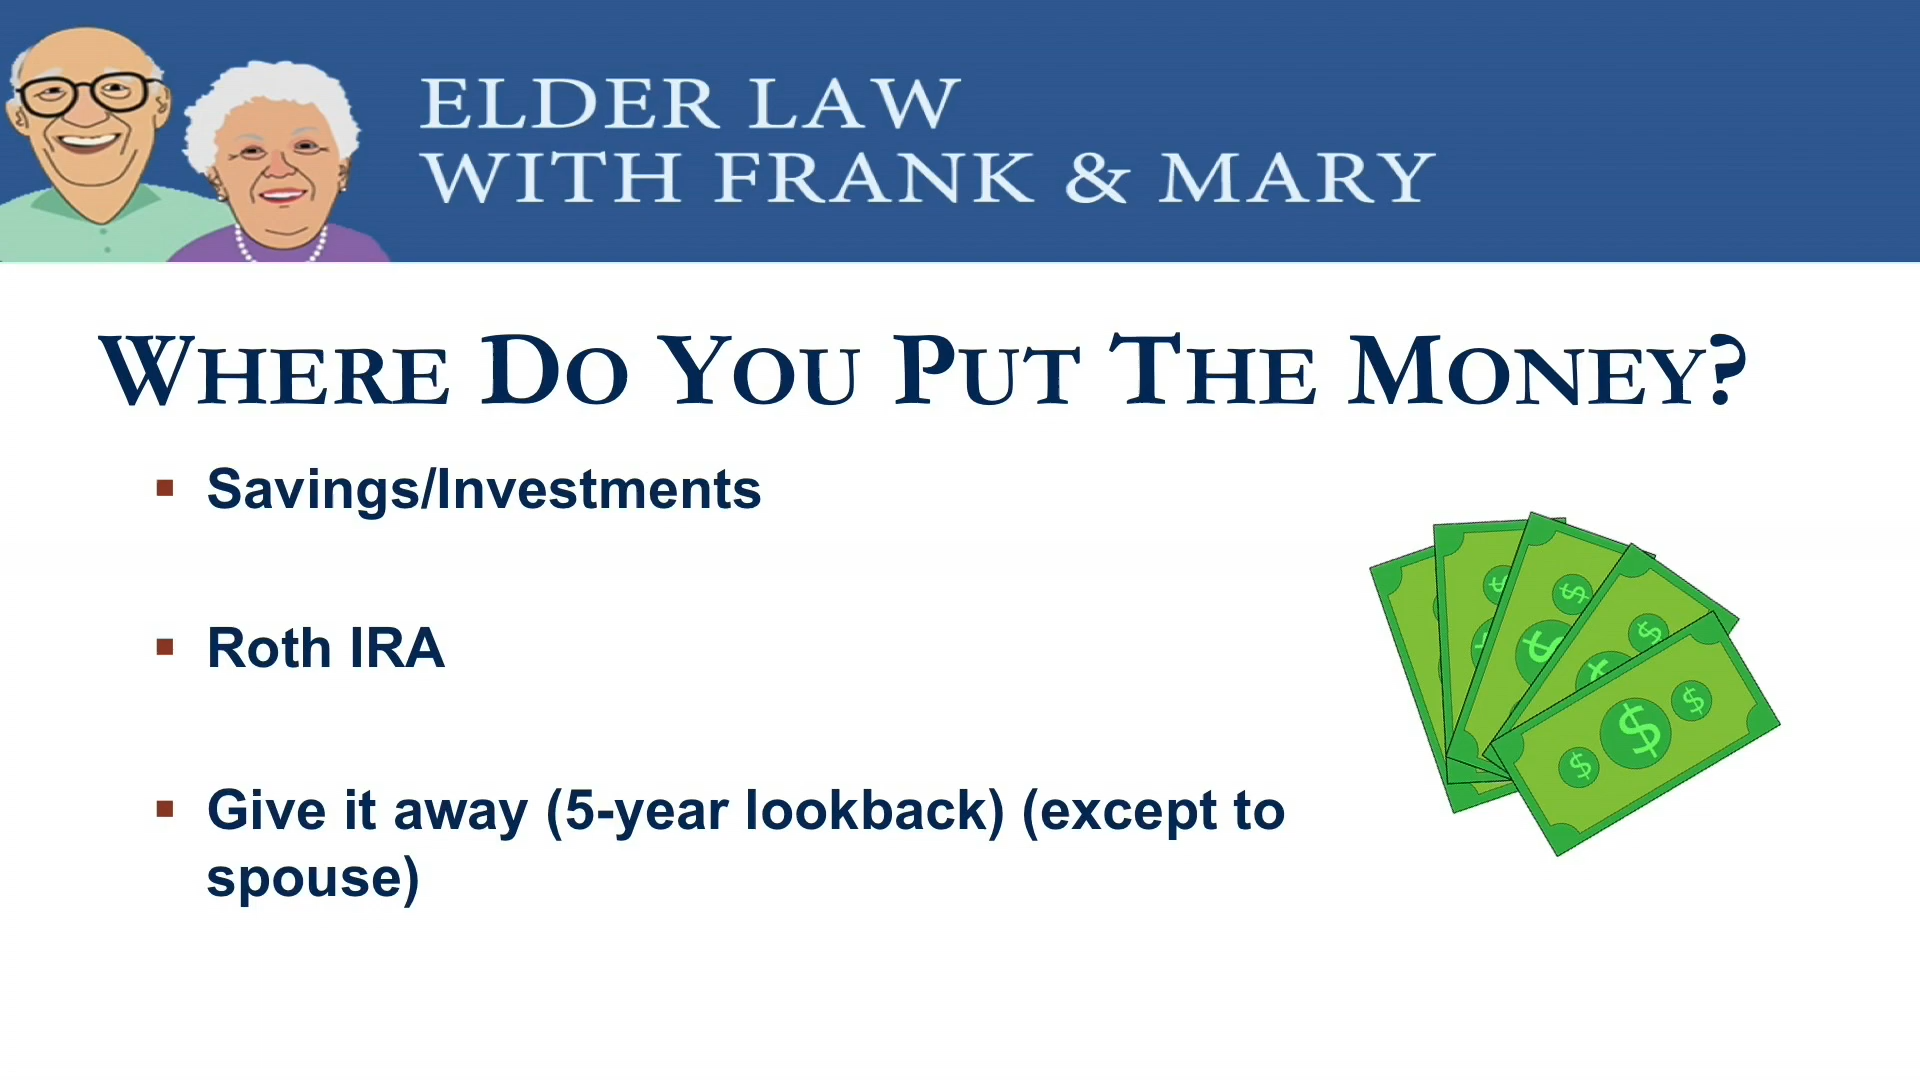 ELDER LAW
WITH FRANK & MARY
WHERE DO YOU PUT THE MONEY?
▪ Savings/Investments
▪ Roth IRA
▪ Give it away (5-year lookback) (except to
spouse)